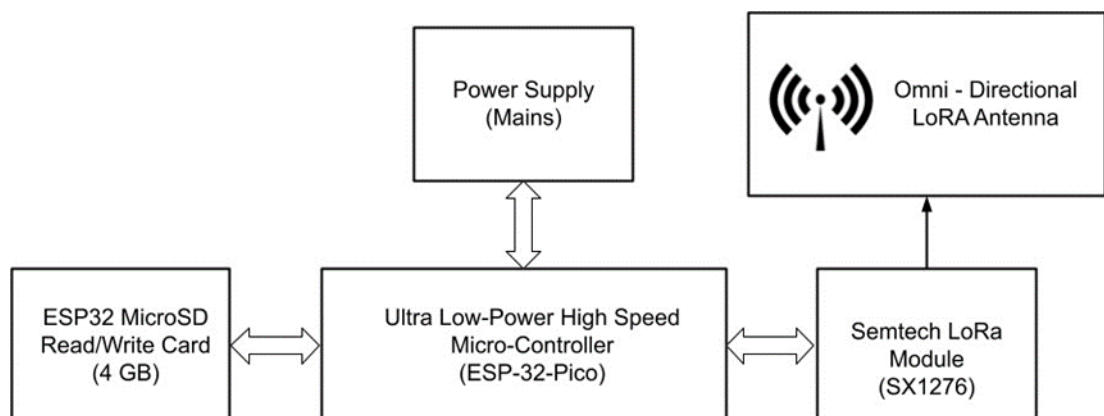 Power Supply
(Mains)
Omni - Directional
LoRA Antenna
ESP32 MicroSD
Read/Write Card
(4 GB)
Ultra Low-Power High Speed
Micro-Controller
(ESP-32-Pico)
Semtech LoRa
Module
(SX1276)